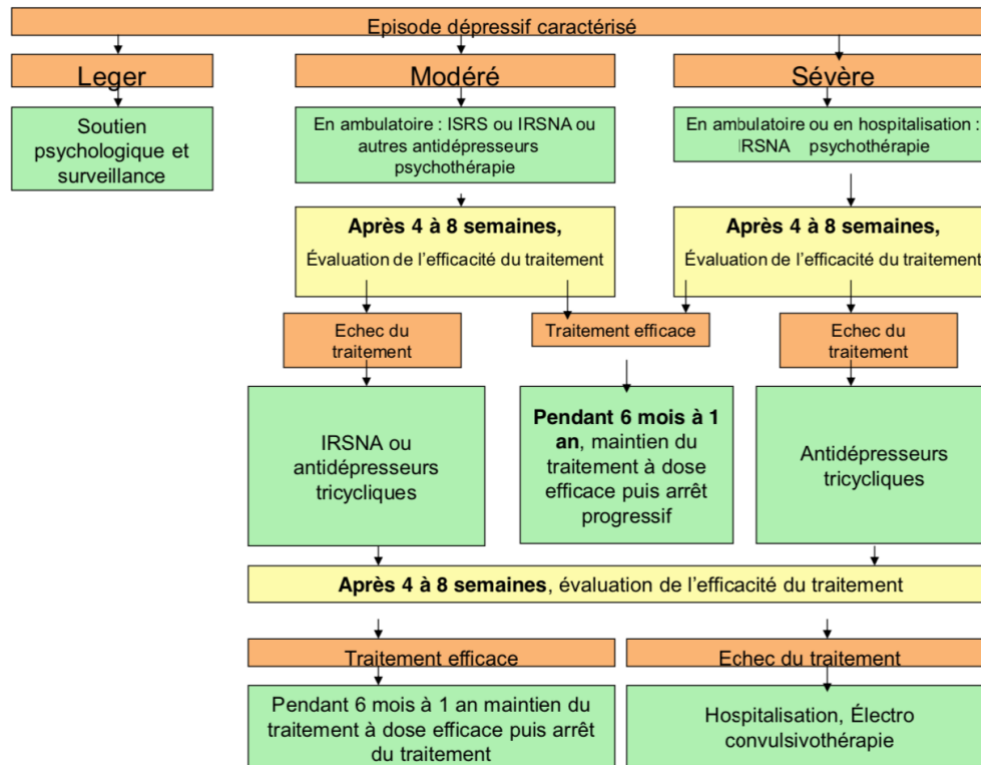 Episode dépressif caractérisé
Leger
Modéré
Sévère
Soutien
psychologique et
surveillance
En ambulatoire : ISRS ou IRSNA ou
autres antidépresseurs
psychothérapie
En ambulatoire ou en hospitalisation :
IRSNA psychothérapie
Après 4 à 8 semaines,
Évaluation de l'efficacité du traitement
Après 4 à 8 semaines,
Évaluation de l'efficacité du traitement
Echec du
traitement
Traitement efficace
Echec du
traitement
IRSNA ou
antidépresseurs
tricycliques
Pendant 6 mois à 1
an, maintien du
traitement à dose
efficace puis arrêt
progressif
Antidépresseurs
tricycliques
Après 4 à 8 semaines, évaluation de l'efficacité du traitement
Traitement efficace
Echec du traitement
Pendant 6 mois à 1 an maintien du
traitement à dose efficace puis arrêt
du traitement
Hospitalisation, Électro
convulsivothérapie